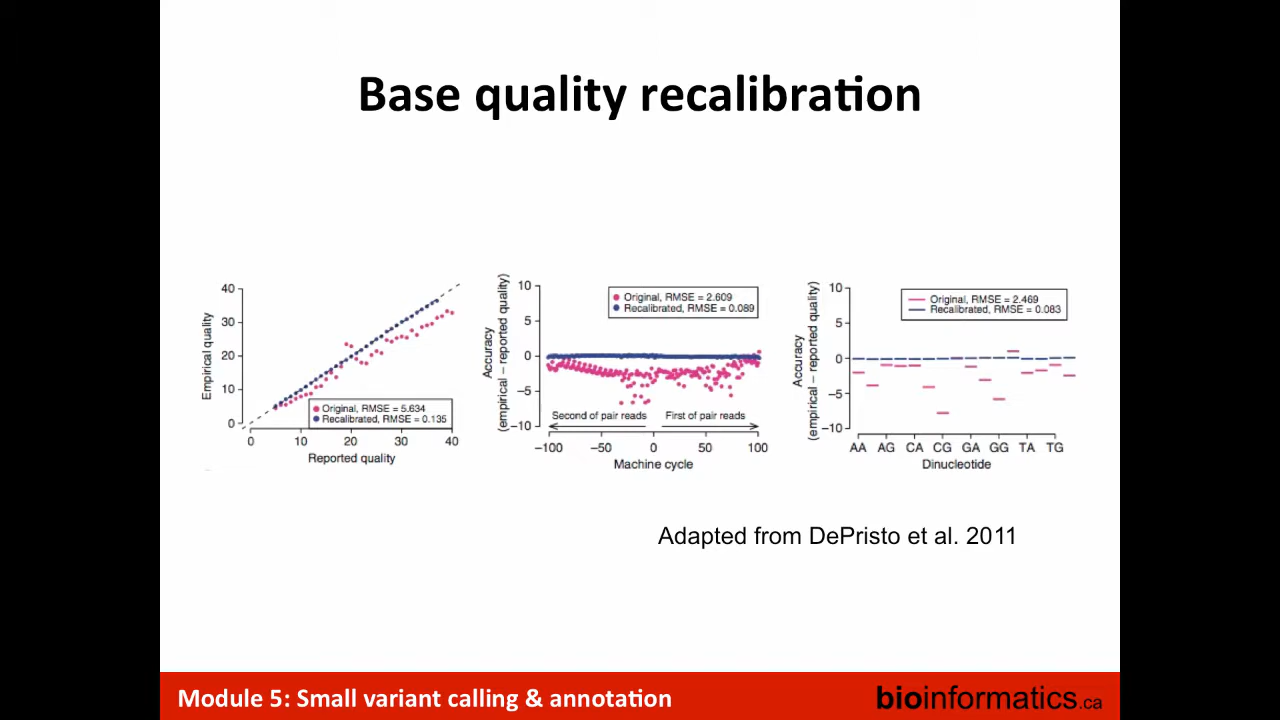 Base quality recalibration
40
30
20
10
0
Empirical quality
Original, RMSE = 5.634
Recalibrated, RMSE = 0.135
0 10 20 30 40
Reported quality
10
5
0
−5
−10
Accuracy
(empirical – reported quality)
Original, RMSE = 2.609
Recalibrated, RMSE = 0.089
Second of pair reads First of pair reads
−100 −50 0 50 100
Machine cycle
10
5
0
−5
−10
Accuracy
(empirical – reported quality)
Original, RMSE = 2.469
Recalibrated, RMSE = 0.083
AA AG CA CG GA GG TA TG
Dinucleotide
Adapted from DePristo et al. 2011
Module 5: Small variant calling & annotation
bioinformatics.ca